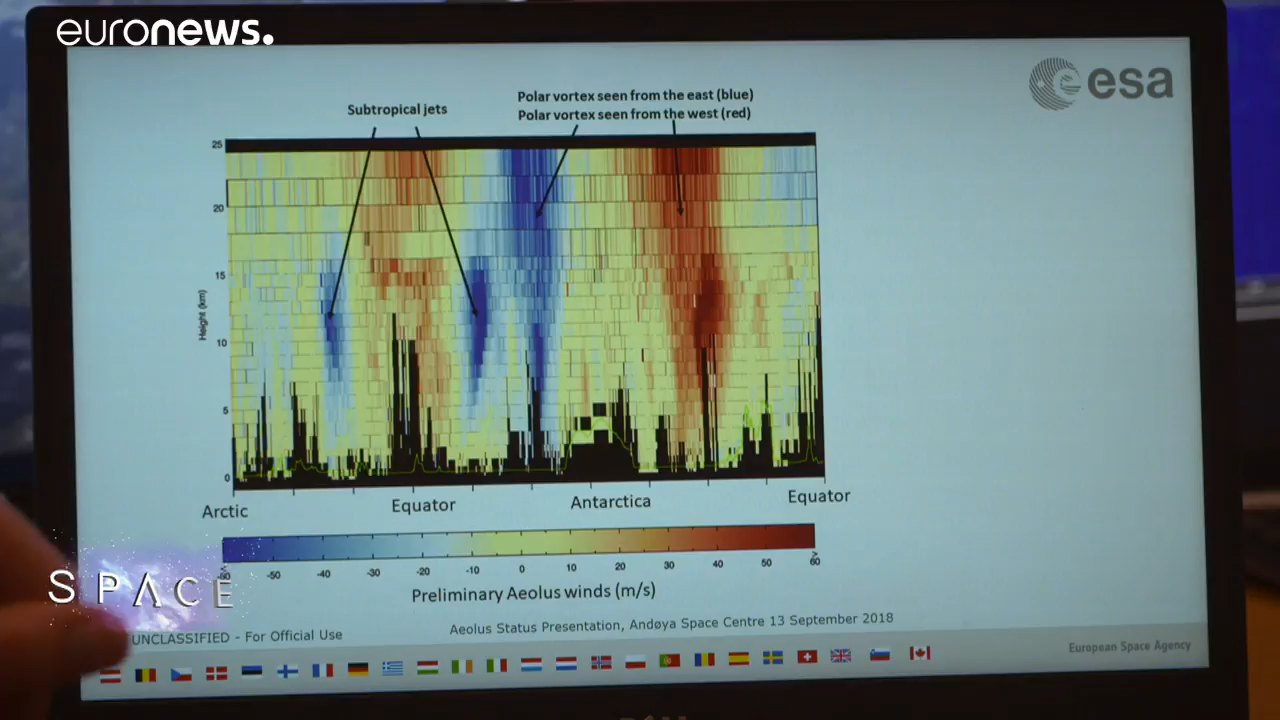 euronews.
esa
Subtropical jets
Polar vortex seen from the east (blue)
Polar vortex seen from the west (red)
25
20
15
10
5
0
Height (km)
Arctic
Equator
Antarctica
Equator
-50
-40
-30
-20
-10
0
10
20
30
40
50
60
>
Preliminary Aeolus winds (m/s)
SPACE
UNCLASSIFIED - For Official Use
Aeolus Status Presentation, Andøya Space Centre 13 September 2018
European Space Agency